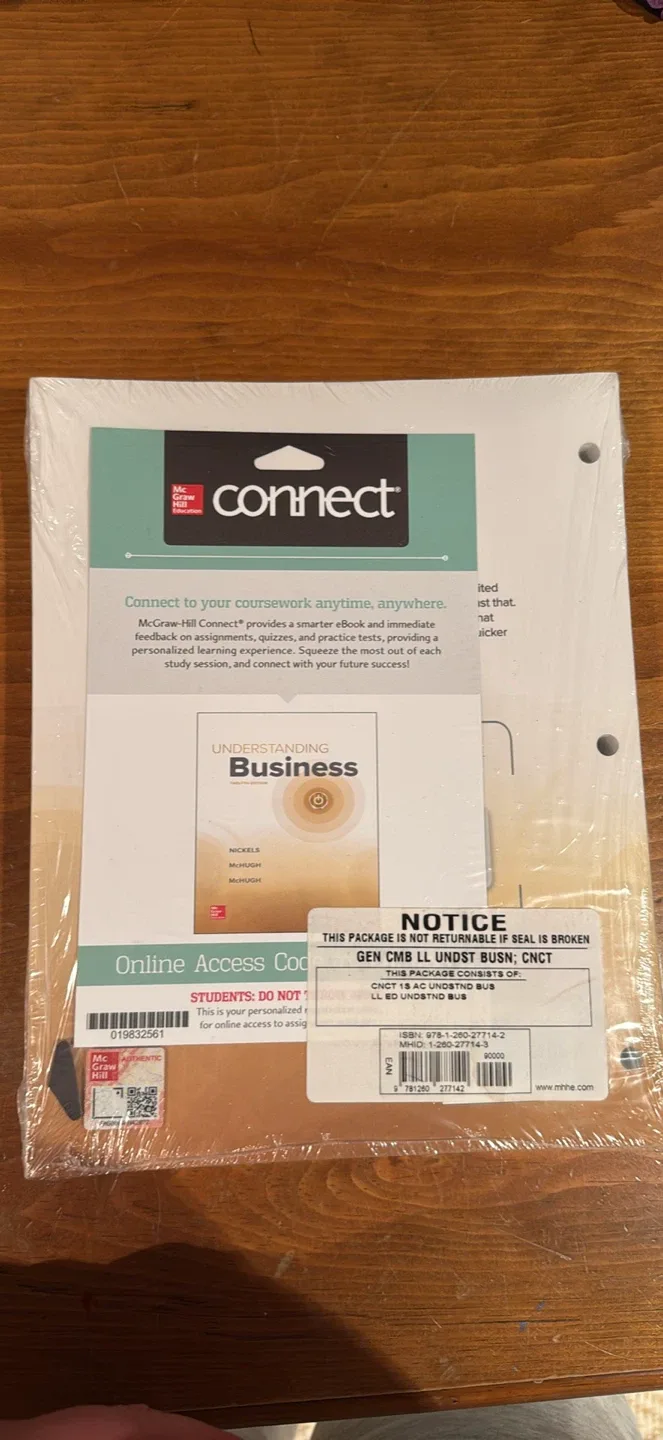 Mc
Graw
Hill
Education
connect®
Connect to your coursework anytime, anywhere.
McGraw-Hill Connect® provides a smarter eBook and immediate
feedback on assignments, quizzes, and practice tests, providing a
personalized learning experience. Squeeze the most out of each
study session, and connect with your future success!
ited
ast that.
hat
uicker
UNDERSTANDING
Business
TWELFTH EDITION
NICKELS
McHUGH
McHUGH
Online Access Cod
STUDENTS: DO NOT
This is your personalized
for online access to assig
019832561
Mc
Graw
Hill
AUTHENTIC
NOTICE
THIS PACKAGE IS NOT RETURNABLE IF SEAL IS BROKEN
GEN CMB LL UNDST BUSN; CNCT
THIS PACKAGE CONSISTS OF:
CNCT 1S AC UNDSTND BUS
LL ED UNDSTND BUS
ISBN: 978-1-260-27714-2
MHID: 1-260-27714-3
EAN
90000
9 781260 277142
www.mhhe.com